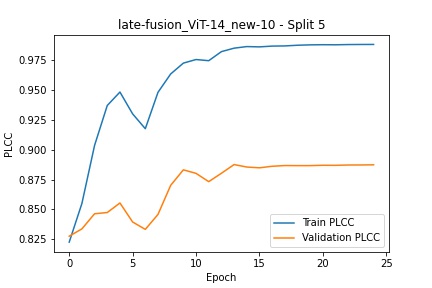 late-fusion_ViT-14_new-10 - Split 5
0.975
0.950
0.925
0.900
0.875
0.850
0.825
PLCC
Train PLCC
Validation PLCC
0 5 10 15 20 25
Epoch